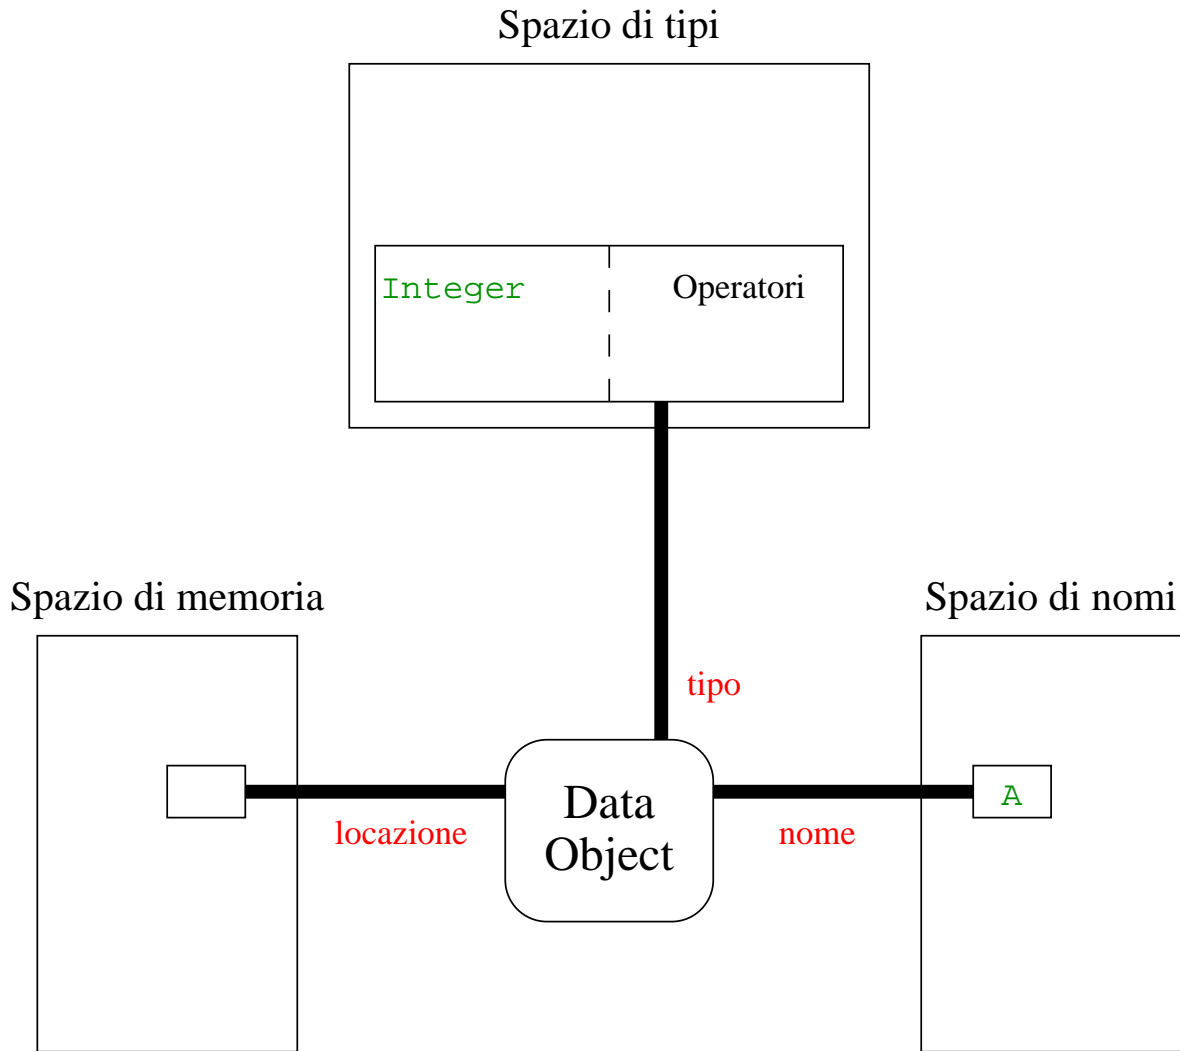 Spazio di tipi
Integer
Operatori
Spazio di memoria
Spazio di nomi
tipo
Data
Object
A
locazione
nome